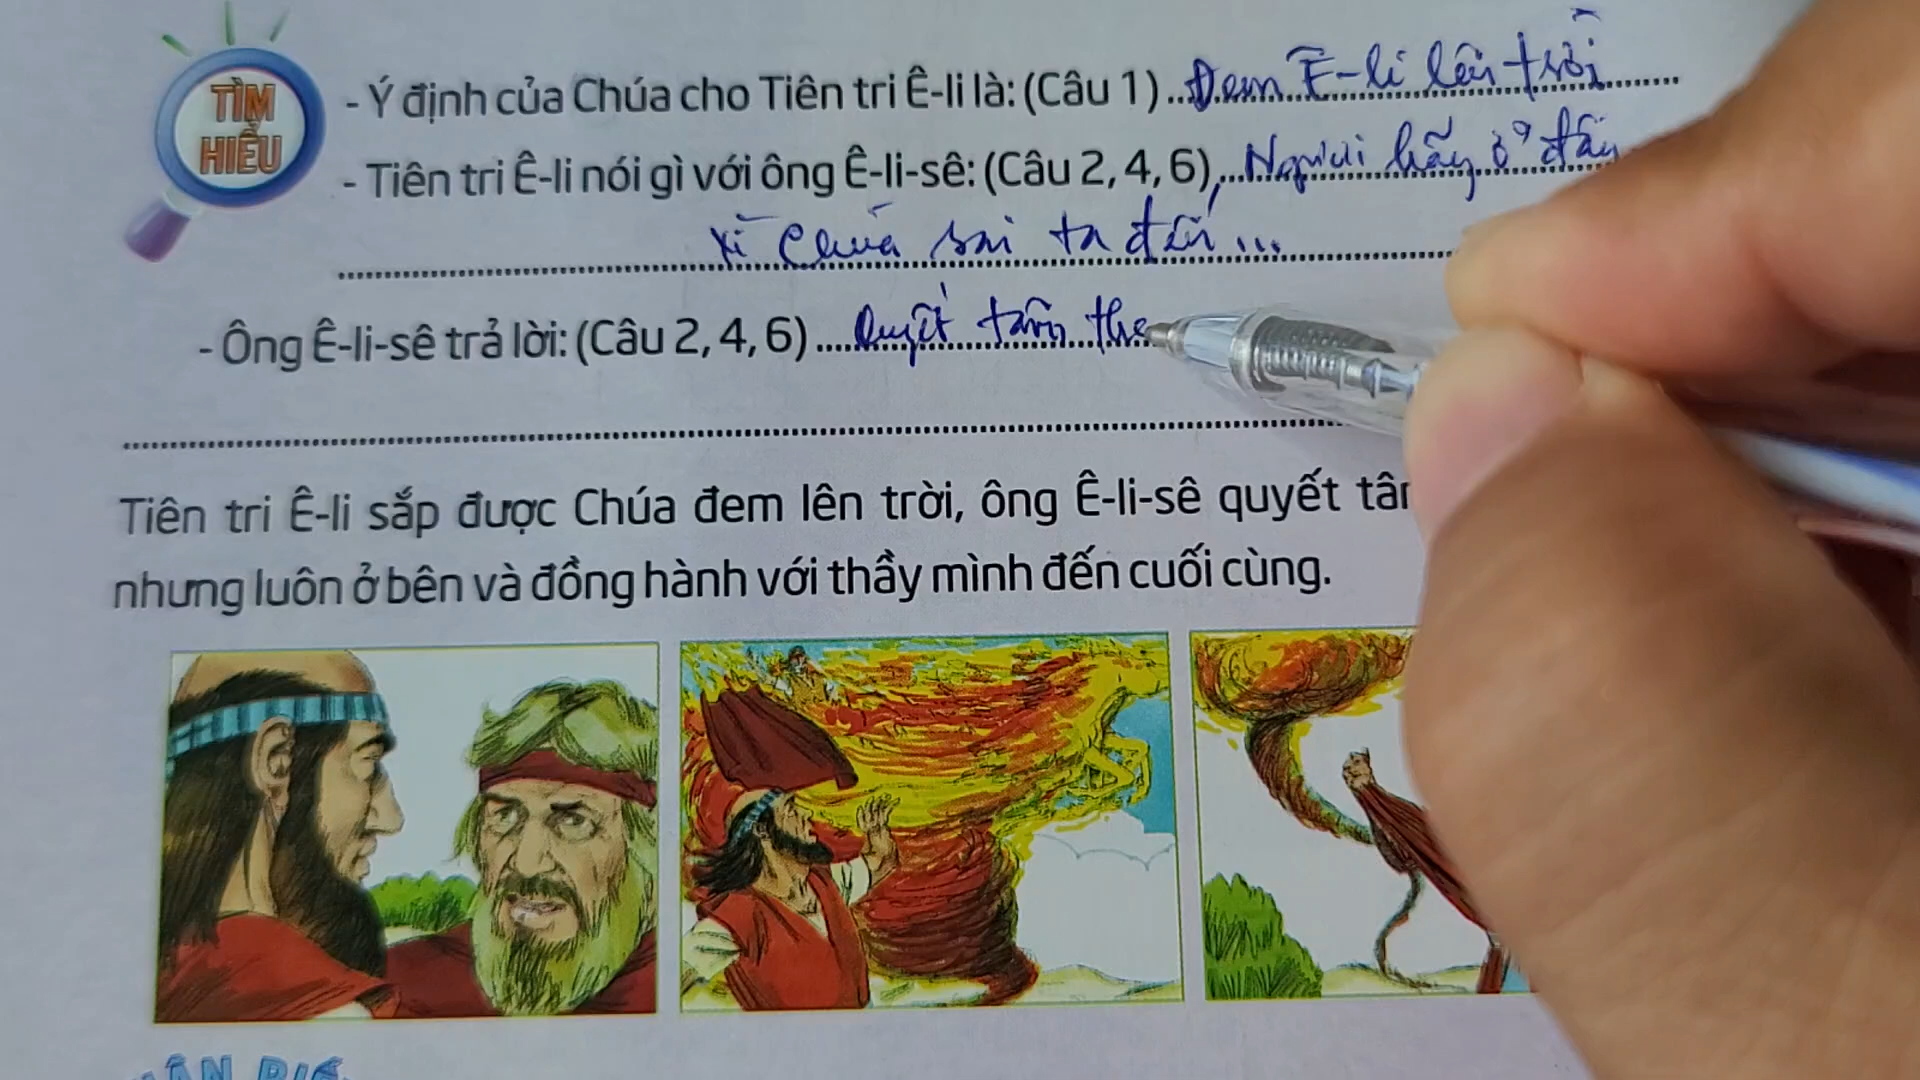 TÌM
HIỂU
- Ý định của Chúa cho Tiên tri Ê-li là: (Câu 1) ... Đem Ê-li lên trời
- Tiên tri Ê-li nói gì với ông Ê-li-sê: (Câu 2, 4, 6), ... Ngươi hãy ở đây
vì Chúa sai ta đến ...
- Ông Ê-li-sê trả lời: (Câu 2, 4, 6) ... Quyết tâm the
Tiên tri Ê-li sắp được Chúa đem lên trời, ông Ê-li-sê quyết
nhưng luôn ở bên và đồng hành với thầy mình đến cuối cùng.